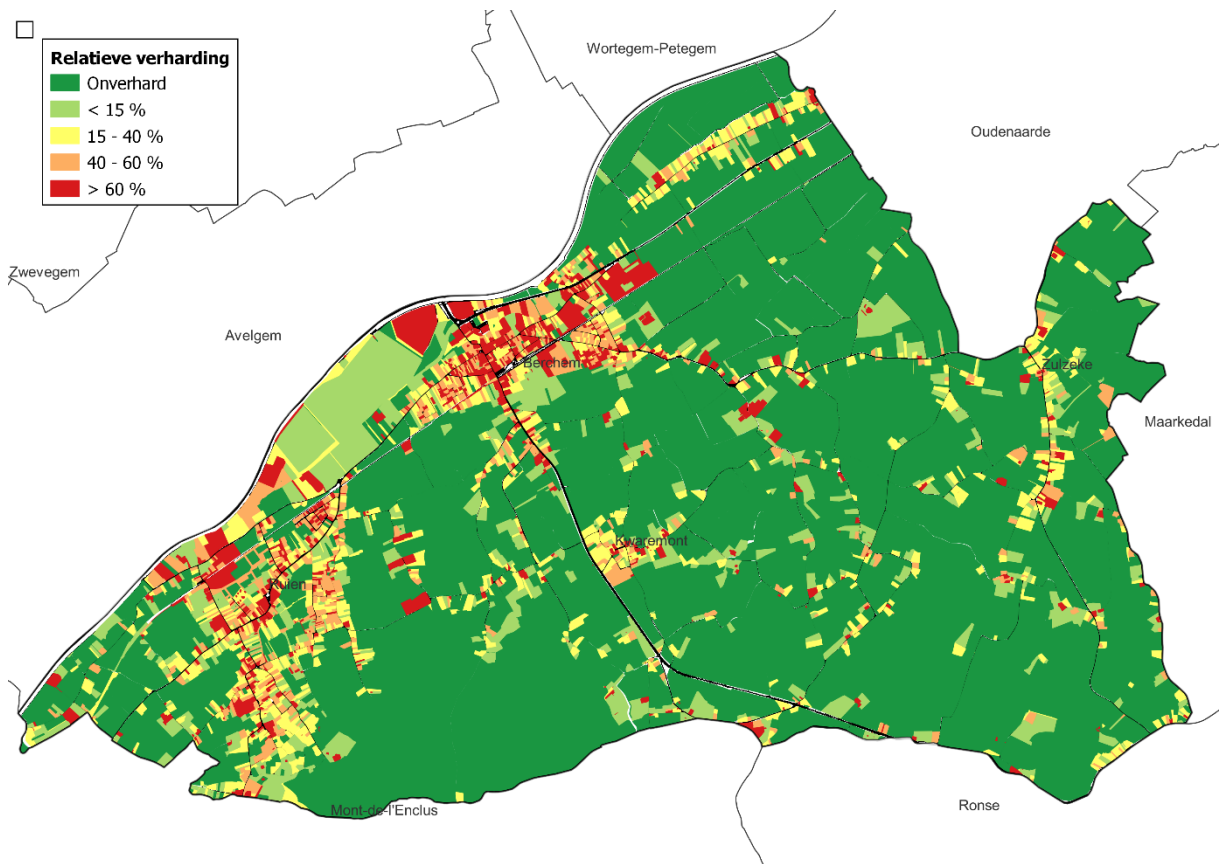 Relatieve verharding
Onverhard
< 15 %
15 - 40 %
40 - 60 %
> 60 %
Wortegem-Petegem
Oudenaarde
Zwevegem
Avelgem
Berchem
Zulzeke
Maarkedal
Kwaremont
Ruien
Mont-de-l'Enclus
Ronse